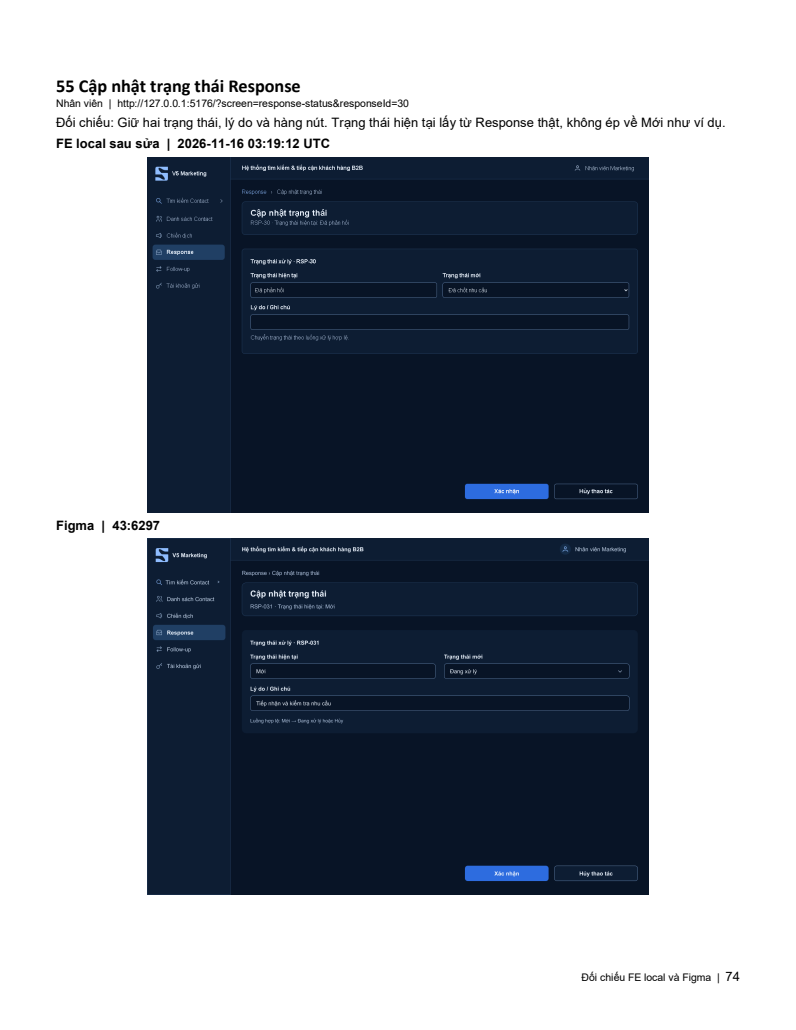 55 Cập nhật trạng thái Response
Nhân viên | http://127.0.0.1:5176/?screen=response-status&responseId=30
Đối chiếu: Giữ hai trạng thái, lý do và hàng nút. Trạng thái hiện tại lấy từ Response thật, không ép về Mới như ví dụ.
FE local sau sửa | 2026-11-16 03:19:12 UTC
V5 Marketing
Hệ thống tìm kiếm & tiếp cận khách hàng B2B
Nhân viên Marketing
Response › Cập nhật trạng thái
Tìm kiếm Contact ›
Danh sách Contact
Chiến dịch
Response
Follow-up
Tài khoản gửi
Cập nhật trạng thái
RSP-30 · Trạng thái hiện tại: Đã phản hồi
Trạng thái xử lý · RSP-30
Trạng thái hiện tại
Trạng thái mới
Đã phản hồi
Đã chốt nhu cầu
Lý do / Ghi chú
Chuyển trạng thái theo luồng xử lý hợp lệ
Xác nhận
Hủy thao tác
Figma | 43:6297
V5 Marketing
Hệ thống tìm kiếm & tiếp cận khách hàng B2B
Nhân viên Marketing
Response › Cập nhật trạng thái
Tìm kiếm Contact
Danh sách Contact
Chiến dịch
Response
Follow-up
Tài khoản gửi
Cập nhật trạng thái
RSP-031 · Trạng thái hiện tại: Mới
Trạng thái xử lý · RSP-031
Trạng thái hiện tại
Trạng thái mới
Mới
Đang xử lý
Lý do / Ghi chú
Tiếp nhận và kiểm tra nhu cầu
Luồng hợp lệ: Mới → Đang xử lý hoặc Hủy
Xác nhận
Hủy thao tác
Đối chiếu FE local và Figma | 74